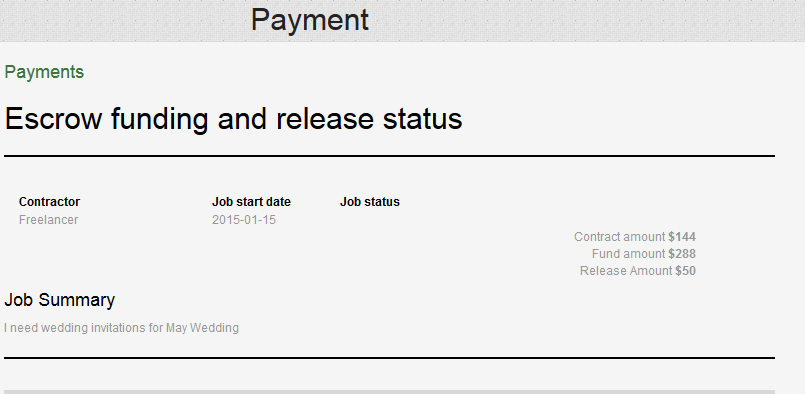 Payment
Payments
Escrow funding and release status
Contractor Job start date Job status
Freelancer 2015-01-15
Contract amount $144
Fund amount $288
Release Amount $50
Job Summary
I need wedding invitations for May Wedding